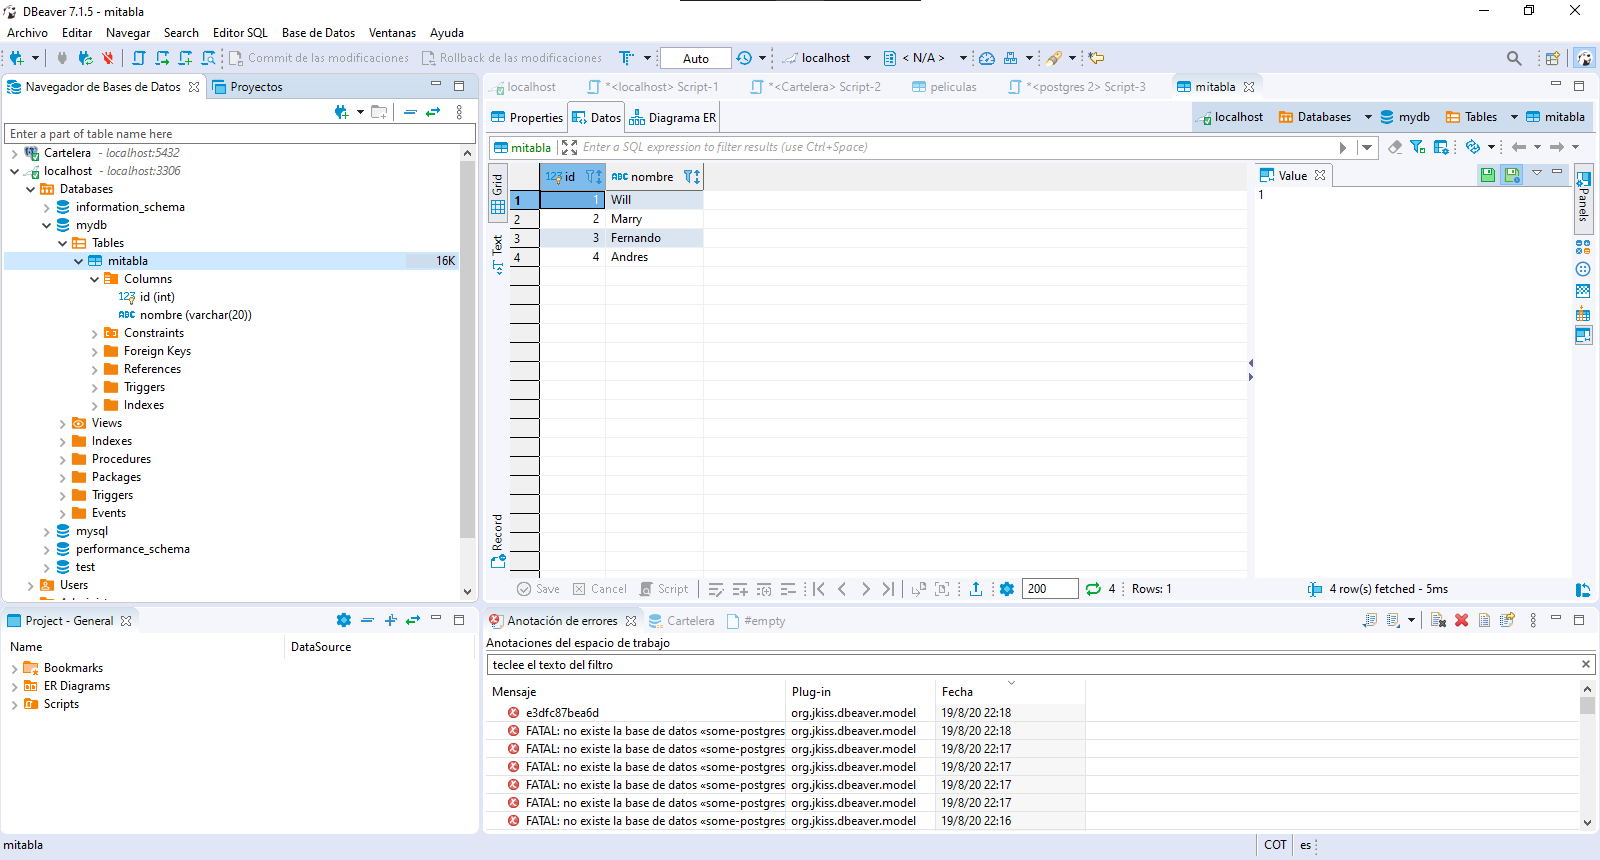 DBeaver 7.1.5 - mitabla
Archivo Editar Navegar Search Editor SQL Base de Datos Ventanas Ayuda
Commit de las modificaciones Rollback de las modificaciones Auto localhost < N/A >
Navegador de Bases de Datos Proyectos
Enter a part of table name here
Cartelera - localhost:5432
localhost - localhost:3306
Databases
information_schema
mydb
Tables
mitabla 16K
Columns
123 id (int)
ABC nombre (varchar(20))
Constraints
Foreign Keys
References
Triggers
Indexes
Views
Indexes
Procedures
Packages
Triggers
Events
mysql
performance_schema
test
Users
localhost *<localhost> Script-1 *<Cartelera> Script-2 peliculas *<postgres 2> Script-3 mitabla
Properties Datos Diagrama ER localhost Databases mydb Tables mitabla
mitabla Enter a SQL expression to filter results (use Ctrl+Space)
Grid
Text
Record
123 id ABC nombre
1 1 Will
2 2 Marry
3 3 Fernando
4 4 Andres
Value
1
Panels
Save Cancel Script 200 4 Rows: 1 4 row(s) fetched - 5ms
Project - General
Name DataSource
Bookmarks
ER Diagrams
Scripts
Anotación de errores Cartelera #empty
Anotaciones del espacio de trabajo
teclee el texto del filtro
Mensaje Plug-in Fecha
e3dfc87bea6d org.jkiss.dbeaver.model 19/8/20 22:18
FATAL: no existe la base de datos «some-postgres org.jkiss.dbeaver.model 19/8/20 22:18
FATAL: no existe la base de datos «some-postgres org.jkiss.dbeaver.model 19/8/20 22:17
FATAL: no existe la base de datos «some-postgres org.jkiss.dbeaver.model 19/8/20 22:17
FATAL: no existe la base de datos «some-postgres org.jkiss.dbeaver.model 19/8/20 22:17
FATAL: no existe la base de datos «some-postgres org.jkiss.dbeaver.model 19/8/20 22:17
FATAL: no existe la base de datos «some-postgres org.jkiss.dbeaver.model 19/8/20 22:16
mitabla COT es